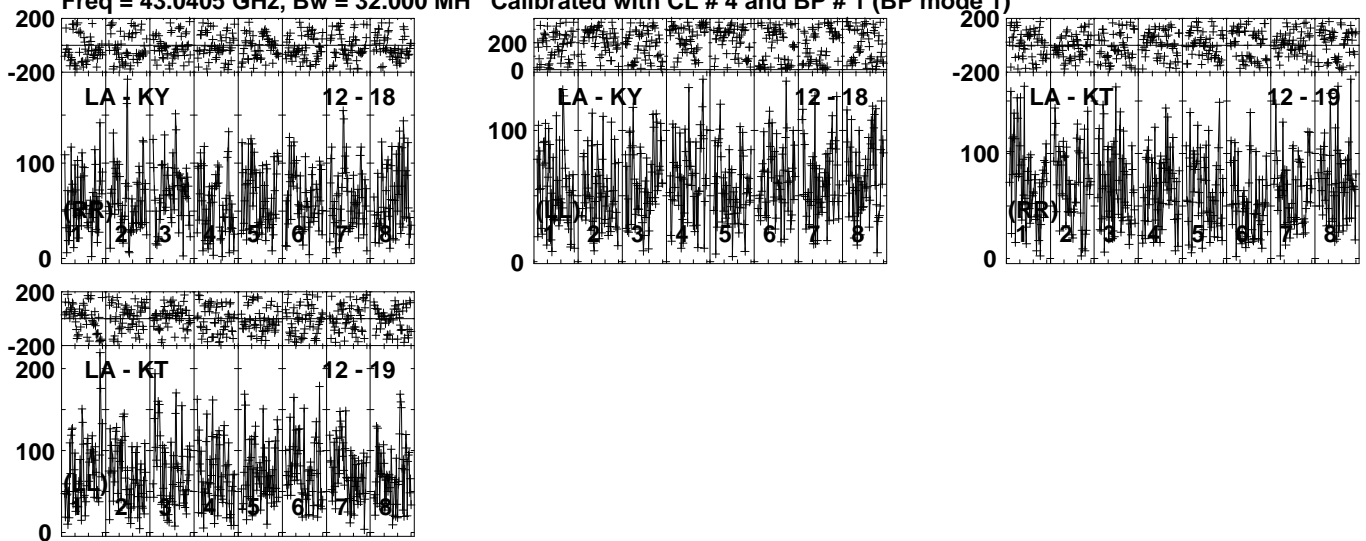 Freq = 43.0405 GHz, Bw = 32.000 MH Calibrated with CL # 4 and BP # 1 (BP mode 1)
200
-200
LA - KY 12 - 18
100
(RR)
1 2 3 4 5 6 7 8
0
200
0
LA - KY 12 - 18
100
(LL)
1 2 3 4 5 6 7 8
0
200
-200
LA - KT 12 - 19
100
(RR)
1 2 3 4 5 6 7 8
0
200
-200
200
LA - KT 12 - 19
100
(LL)
1 2 3 4 5 6 7 8
0